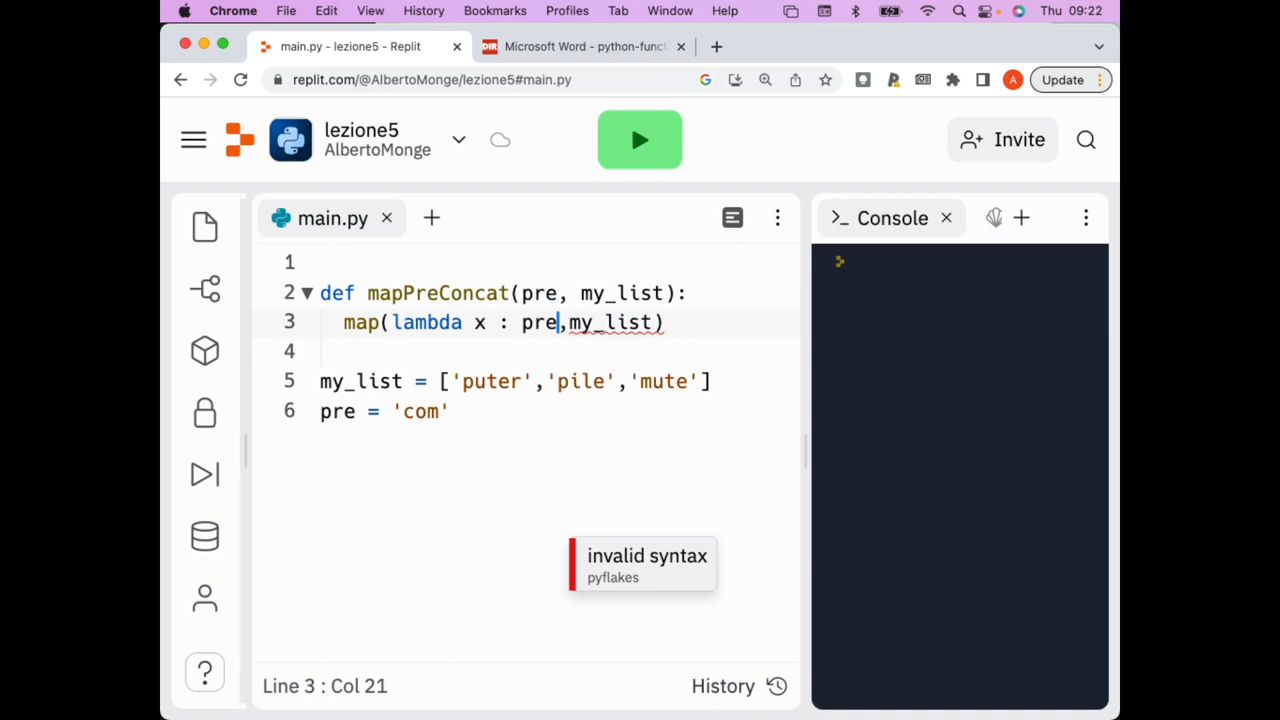 Chrome File Edit View History Bookmarks Profiles Tab Window Help Thu 09:22
main.py - lezione5 - Replit DIR Microsoft Word - python-funct
replit.com/@AlbertoMonge/lezione5#main.py A Update
lezione5
AlbertoMonge
Invite
main.py
>_ Console
1
2 def mapPreConcat(pre, my_list):
3 map(lambda x : pre,my_list)
4
5 my_list = ['puter','pile','mute']
6 pre = 'com'
invalid syntax
pyflakes
Line 3 : Col 21 History